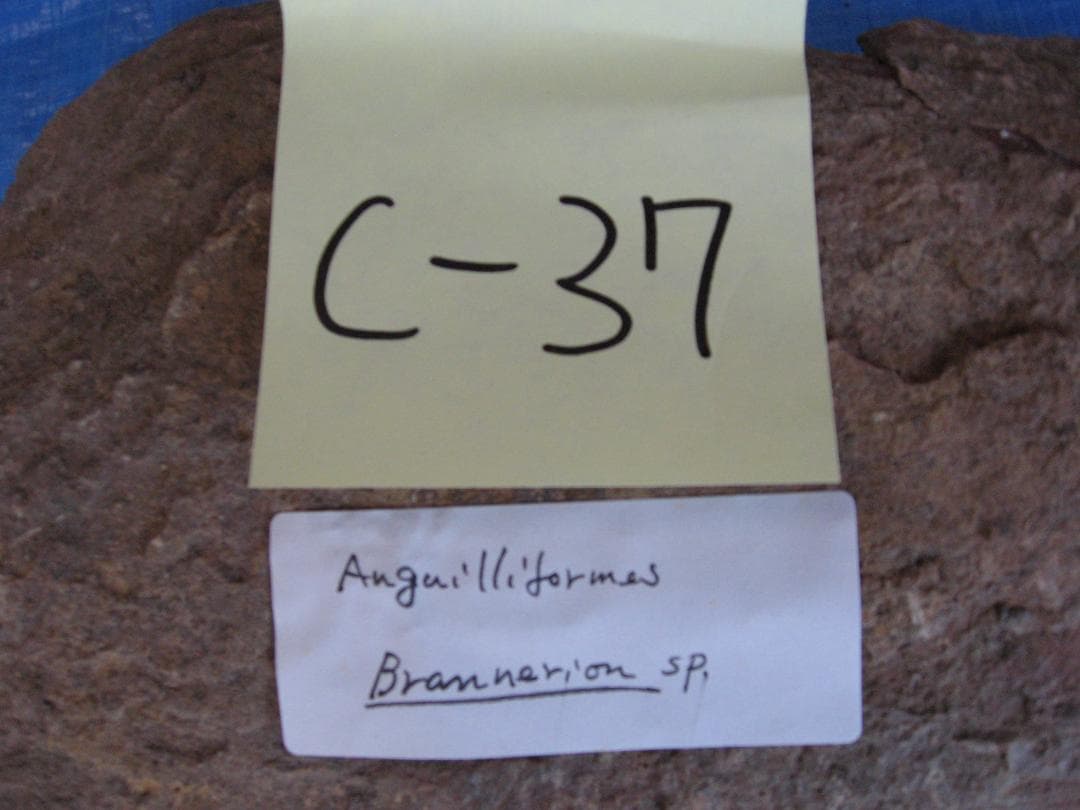 C-37
Anguilliformes
Brannerion sp.